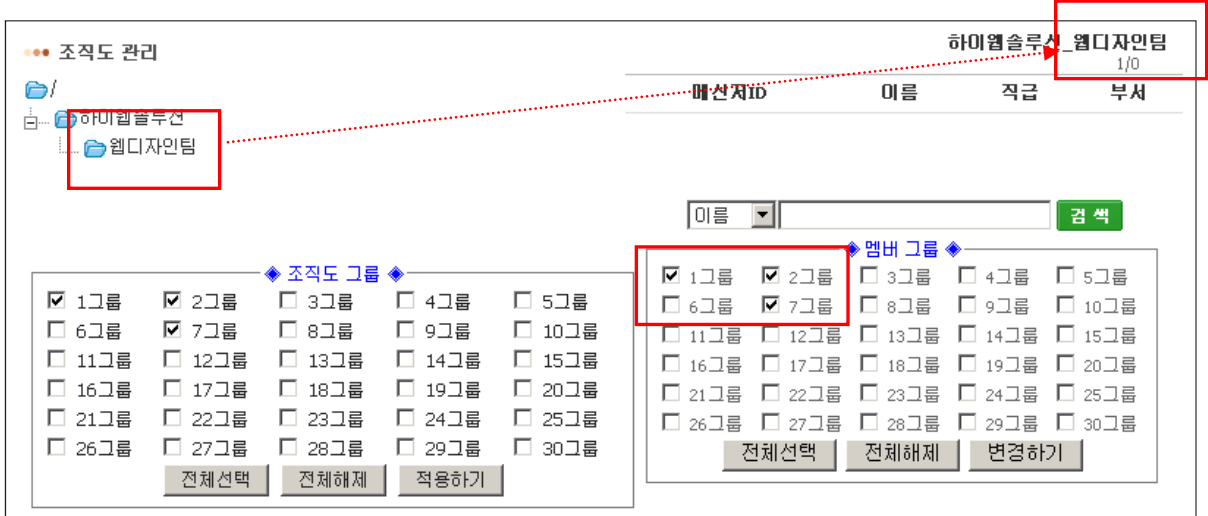 조직도 관리
/
하이웹솔루션
웹디자인팀
하이웹솔루션_웹디자인팀
1/0
메신저ID 이름 직급 부서
이름 검 색
◈ 조직도 그룹 ◈
1그룹 2그룹 3그룹 4그룹 5그룹
6그룹 7그룹 8그룹 9그룹 10그룹
11그룹 12그룹 13그룹 14그룹 15그룹
16그룹 17그룹 18그룹 19그룹 20그룹
21그룹 22그룹 23그룹 24그룹 25그룹
26그룹 27그룹 28그룹 29그룹 30그룹
전체선택 전체해제 적용하기
◈ 멤버 그룹 ◈
1그룹 2그룹 3그룹 4그룹 5그룹
6그룹 7그룹 8그룹 9그룹 10그룹
11그룹 12그룹 13그룹 14그룹 15그룹
16그룹 17그룹 18그룹 19그룹 20그룹
21그룹 22그룹 23그룹 24그룹 25그룹
26그룹 27그룹 28그룹 29그룹 30그룹
전체선택 전체해제 변경하기